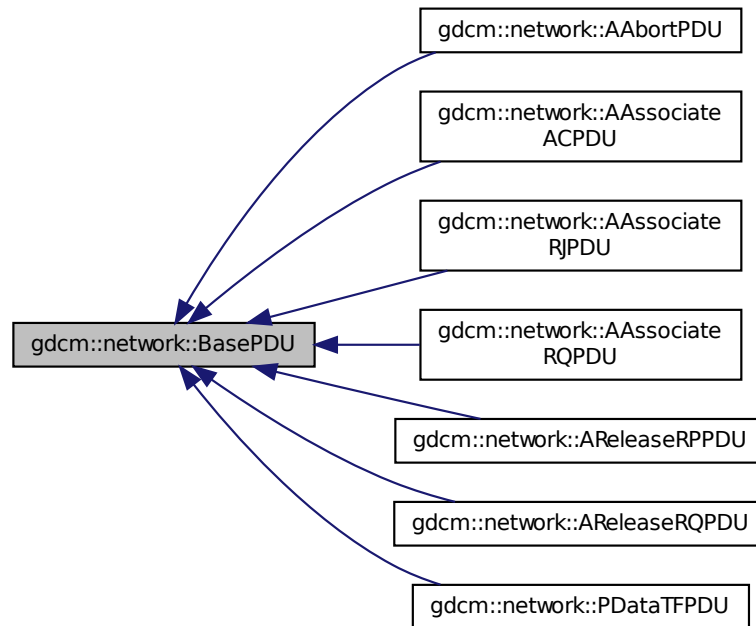 gdcm::network::AAbortPDU
gdcm::network::AAssociate
ACPDU
gdcm::network::AAssociate
RJPDU
gdcm::network::BasePDU
gdcm::network::AAssociate
RQPDU
gdcm::network::AReleaseRPPDU
gdcm::network::AReleaseRQPDU
gdcm::network::PDataTFPDU